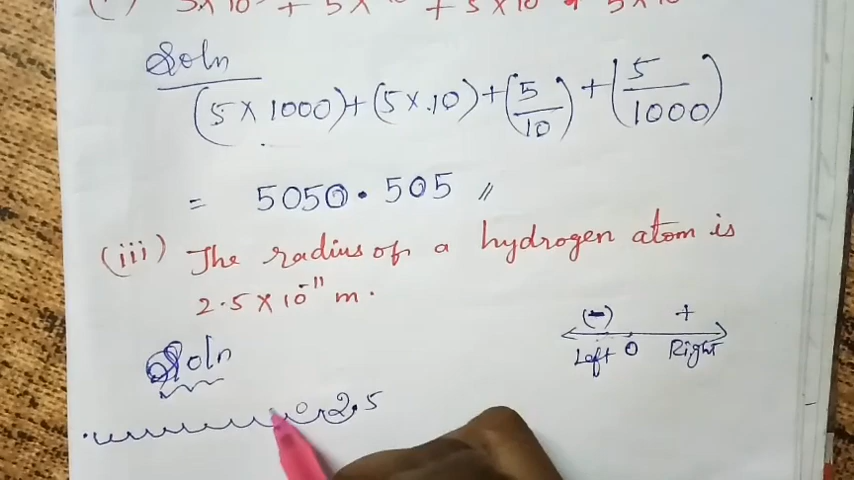 Soln
(5 × 1000) + (5 × 10) + (5/10) + (5/1000)
= 5050.505 //
(iii) The radius of a hydrogen atom is
2.5 × 10⁻¹¹ m.
(-) +
Left 0 Right
Soln
0 2.5